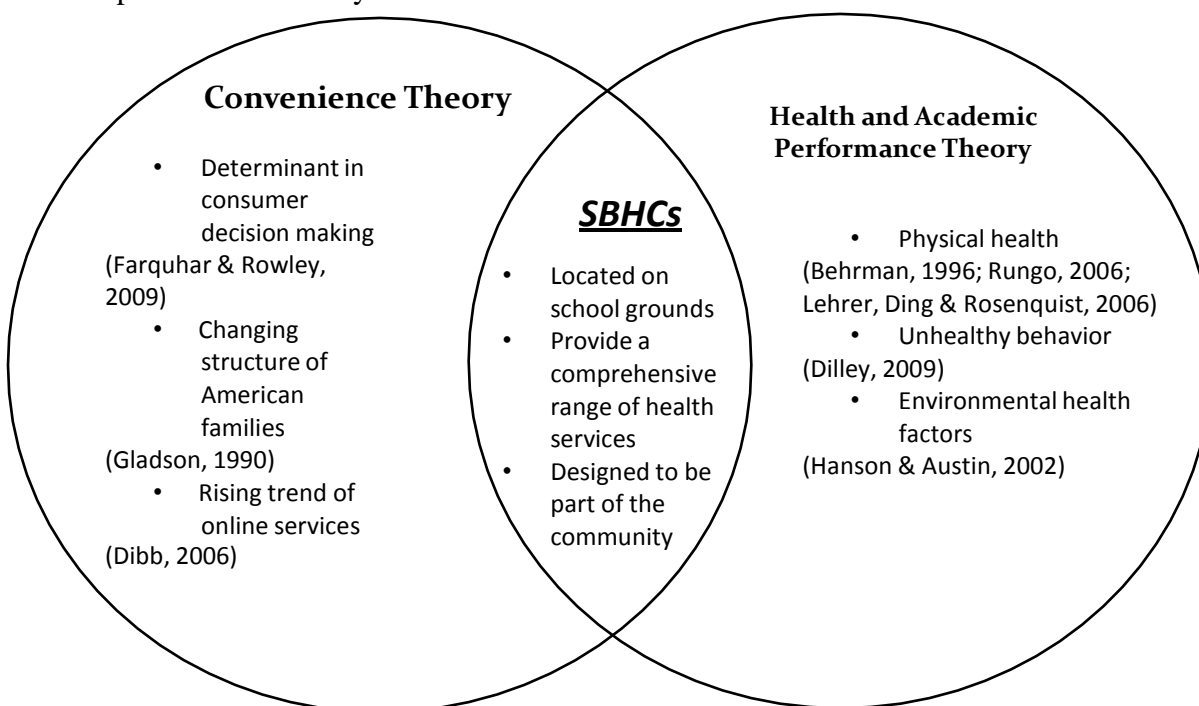 Convenience Theory
• Determinant in
consumer
decision making
(Farquhar & Rowley,
2009)
• Changing
structure of
American
families
(Gladson, 1990)
• Rising trend of
online services
(Dibb, 2006)
SBHCs
• Located on
school grounds
• Provide a
comprehensive
range of health
services
• Designed to be
part of the
community
Health and Academic
Performance Theory
• Physical health
(Behrman, 1996; Rungo, 2006;
Lehrer, Ding & Rosenquist, 2006)
• Unhealthy behavior
(Dilley, 2009)
• Environmental health
factors
(Hanson & Austin, 2002)